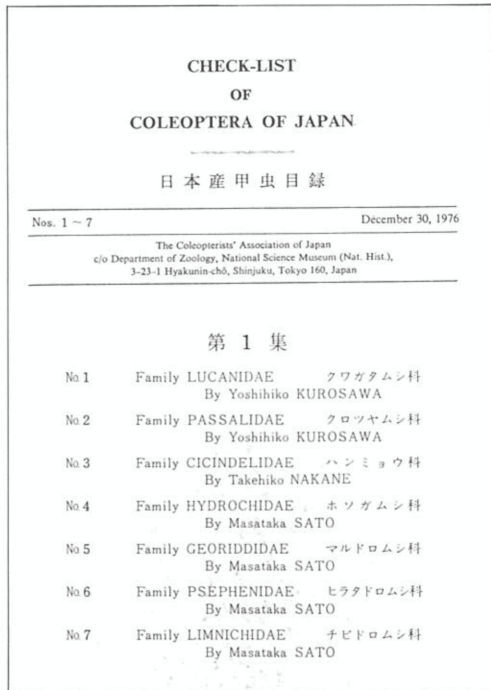 CHECK-LIST
OF
COLEOPTERA OF JAPAN
日本産甲虫目録
Nos. 1 ~ 7 December 30, 1976
The Coleopterists' Association of Japan
c/o Department of Zoology, National Science Museum (Nat. Hist.),
3-23-1 Hyakunin-chô, Shinjuku, Tokyo 160, Japan
第 1 集
No. 1 Family LUCANIDAE クワガタムシ科
By Yoshihiko KUROSAWA
No. 2 Family PASSALIDAE クロツヤムシ科
By Yoshihiko KUROSAWA
No. 3 Family CICINDELIDAE ハンミョウ科
By Takehiko NAKANE
No. 4 Family HYDROCHIDAE ホソガムシ科
By Masataka SATO
No. 5 Family GEORIDDIDAE マルドロムシ科
By Masataka SATO
No. 6 Family PSEPHENIDAE ヒラタドロムシ科
By Masataka SATO
No. 7 Family LIMNICHIDAE チビドロムシ科
By Masataka SATO